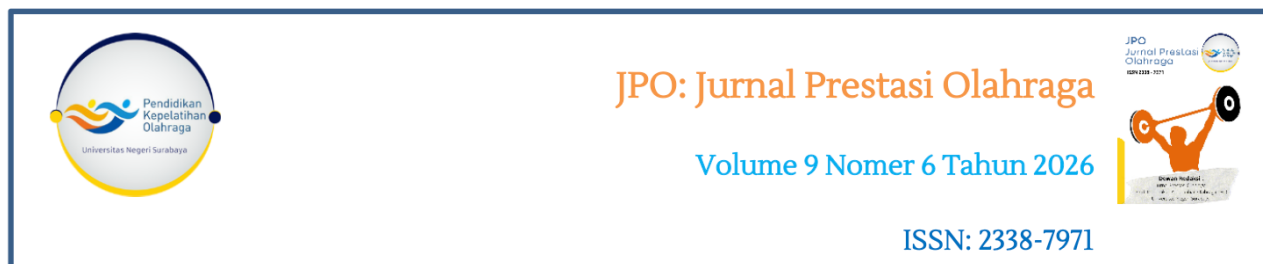 Pendidikan
Kepelatihan
Olahraga
Universitas Negeri Surabaya
JPO: Jurnal Prestasi Olahraga
Volume 9 Nomer 6 Tahun 2026
ISSN: 2338-7971
JPO
Jurnal Prestasi
Olahraga
ISSN 2338 - 7971
Dewan Redaksi :